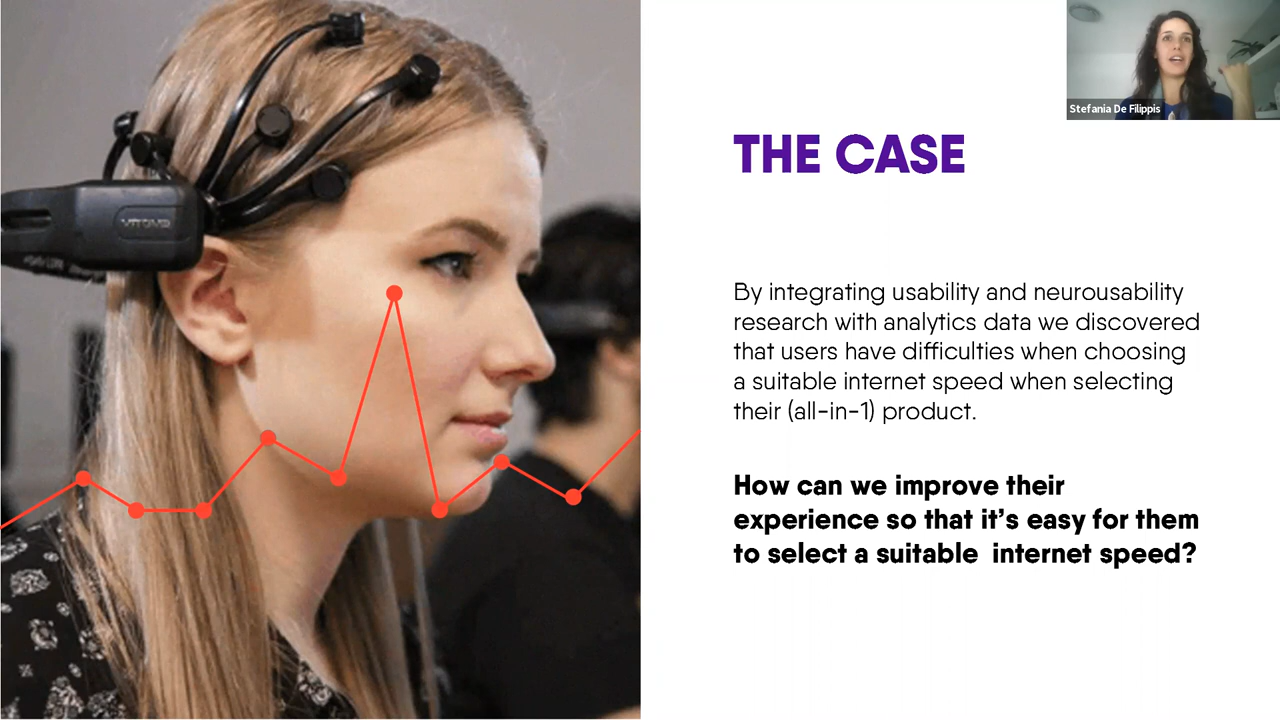 Stefania De Filippis
THE CASE
By integrating usability and neurousability
research with analytics data we discovered
that users have difficulties when choosing
a suitable internet speed when selecting
their (all-in-1) product.
How can we improve their
experience so that it’s easy for them
to select a suitable  internet speed?